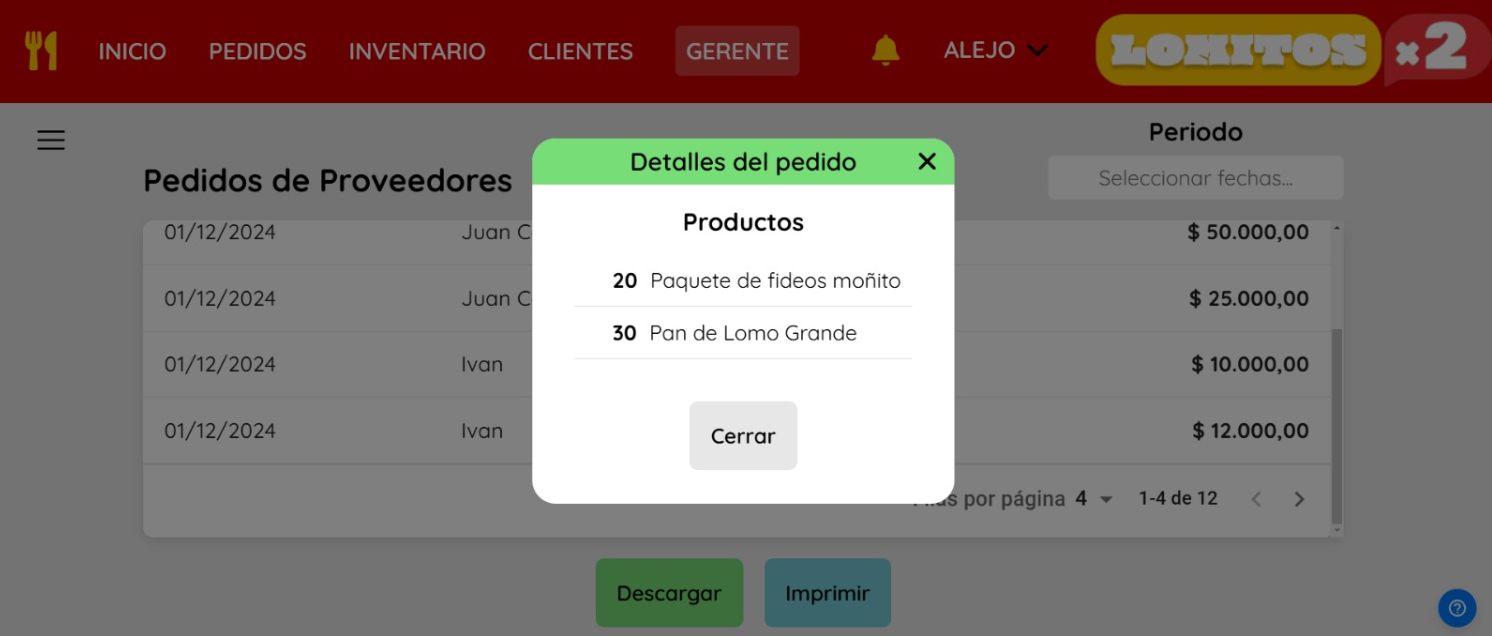 INICIO PEDIDOS INVENTARIO CLIENTES GERENTE ALEJO LOMITOS x2
Periodo
Seleccionar fechas...
Pedidos de Proveedores
Detalles del pedido
Productos
20 Paquete de fideos moñito
30 Pan de Lomo Grande
Cerrar
01/12/2024 Juan C $ 50.000,00
01/12/2024 Juan C $ 25.000,00
01/12/2024 Ivan $ 10.000,00
01/12/2024 Ivan $ 12.000,00
por página 4 1-4 de 12
Descargar Imprimir